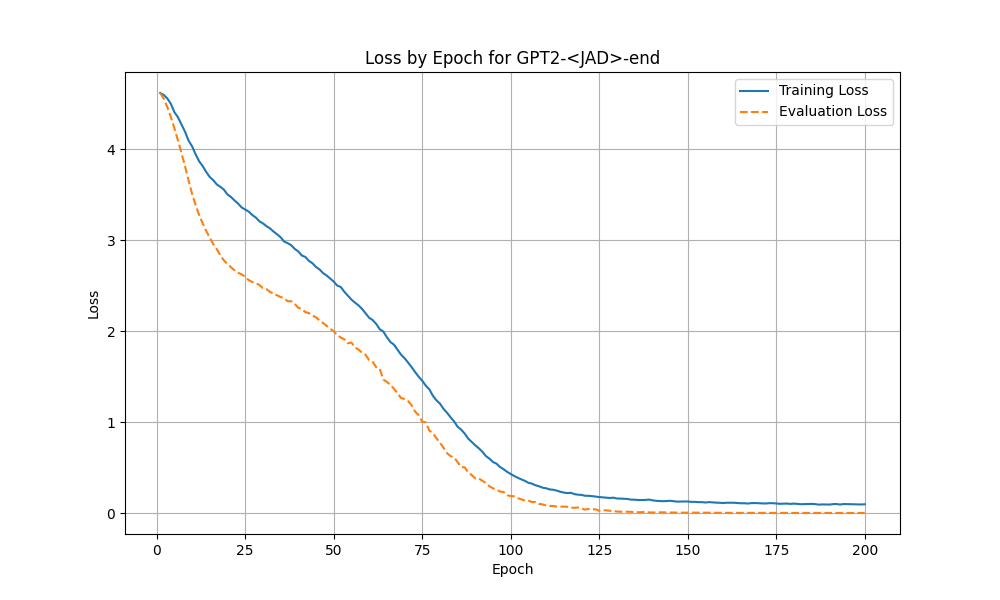 Loss by Epoch for GPT2-<JAD>-end
Training Loss
Evaluation Loss
Loss
4
3
2
1
0
0 25 50 75 100 125 150 175 200
Epoch